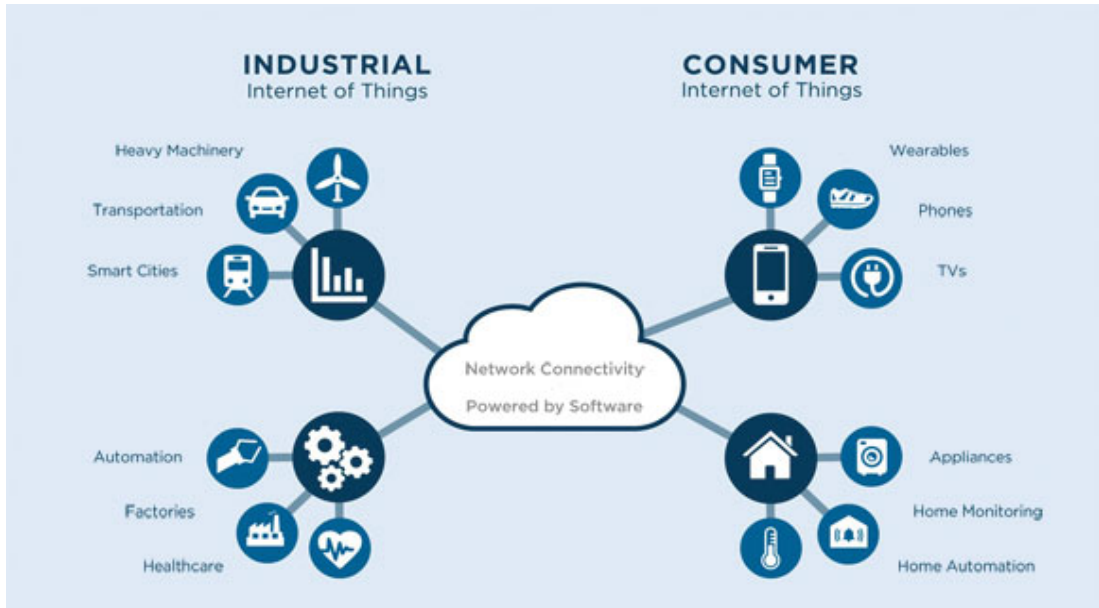 INDUSTRIAL
Internet of Things
CONSUMER
Internet of Things
Heavy Machinery
Transportation
Smart Cities
Wearables
Phones
TVs
Network Connectivity
Powered by Software
Automation
Factories
Healthcare
Appliances
Home Monitoring
Home Automation